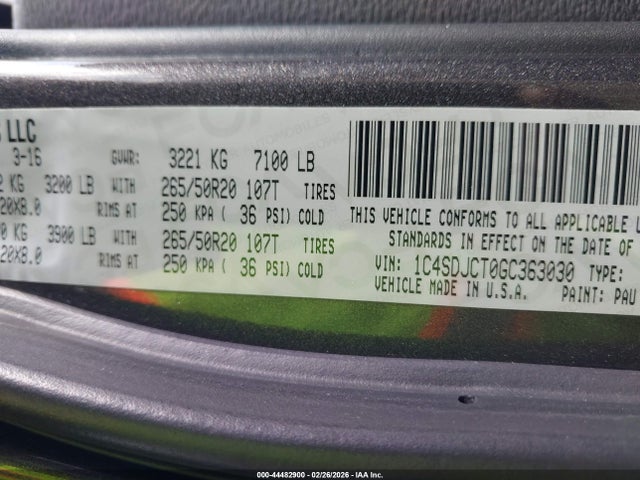 LLC
3-16 GVWR: 3221 KG 7100 LB
KG 3200 LB WITH 265/50R20 107T TIRES
20X8.0 RIMS AT 250 KPA ( 36 PSI) COLD
KG 3900 LB WITH 265/50R20 107T TIRES
20X8.0 RIMS AT 250 KPA ( 36 PSI) COLD
THIS VEHICLE CONFORMS TO ALL APPLICABLE
STANDARDS IN EFFECT ON THE DATE OF
VIN: 1C4SDJCT0GC363030 TYPE:
VEHICLE MADE IN U.S.A. PAINT: PAU
000-44482900 - 02/26/2026 - IAA Inc.